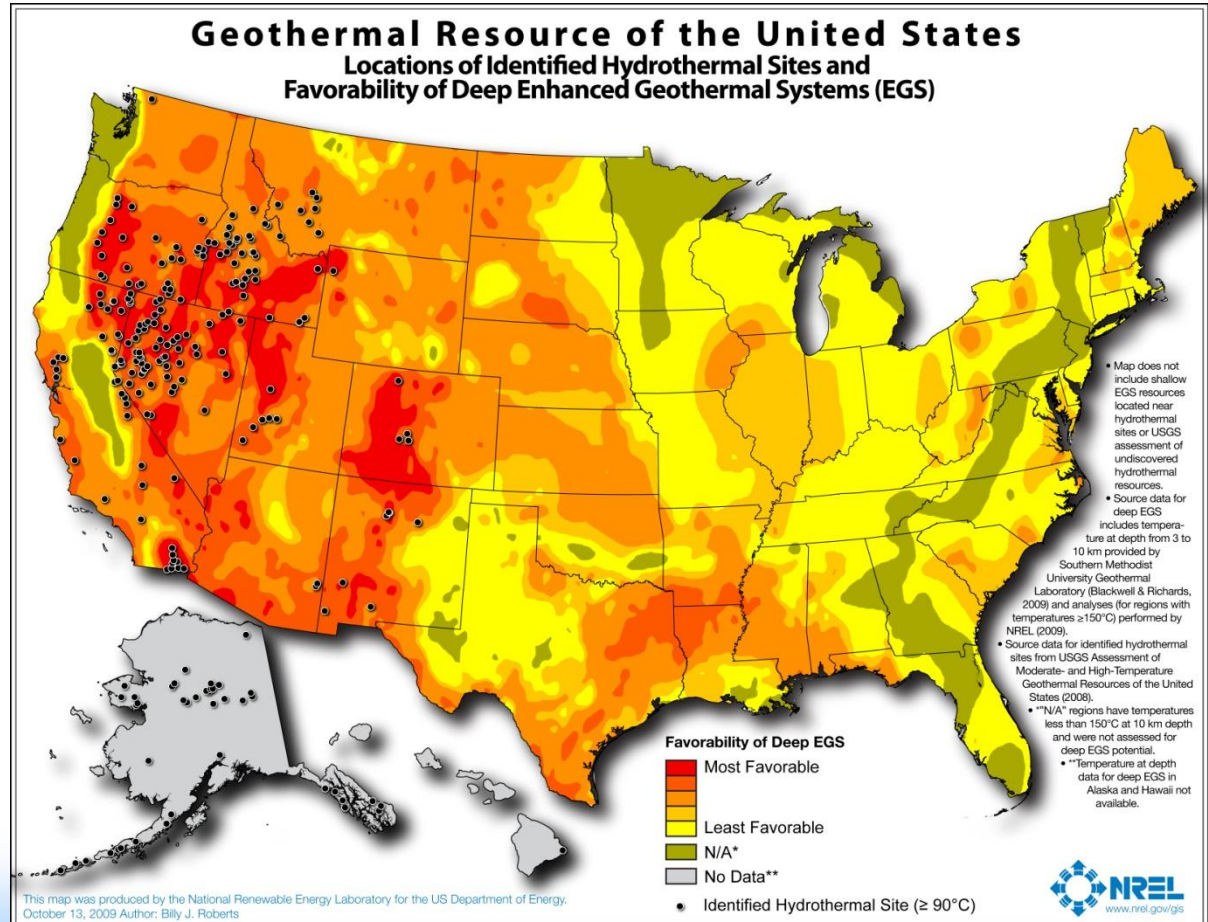 Geothermal Resource of the United States
Locations of Identified Hydrothermal Sites and
Favorability of Deep Enhanced Geothermal Systems (EGS)
• Map does not
include shallow
EGS resources
located near
hydrothermal
sites or USGS
assessment of
undiscovered
hydrothermal
resources.
• Source data for
deep EGS
includes tempera-
ture at depth from 3 to
10 km provided by
Southern Methodist
University Geothermal
Laboratory (Blackwell & Richards,
2009) and analyses (for regions with
temperatures ≥150°C) performed by
NREL (2009).
• Source data for identified hydrothermal
sites from USGS Assessment of
Moderate- and High-Temperature
Geothermal Resources of the United
States (2008).
• *"N/A" regions have temperatures
less than 150°C at 10 km depth
and were not assessed for
deep EGS potential.
• **Temperature at depth
data for deep EGS in
Alaska and Hawaii not
available.
Favorability of Deep EGS
Most Favorable
Least Favorable
N/A*
No Data**
Identified Hydrothermal Site (≥ 90°C)
This map was produced by the National Renewable Energy Laboratory for the US Department of Energy.
October 13, 2009 Author: Billy J. Roberts
NREL
www.nrel.gov/gis